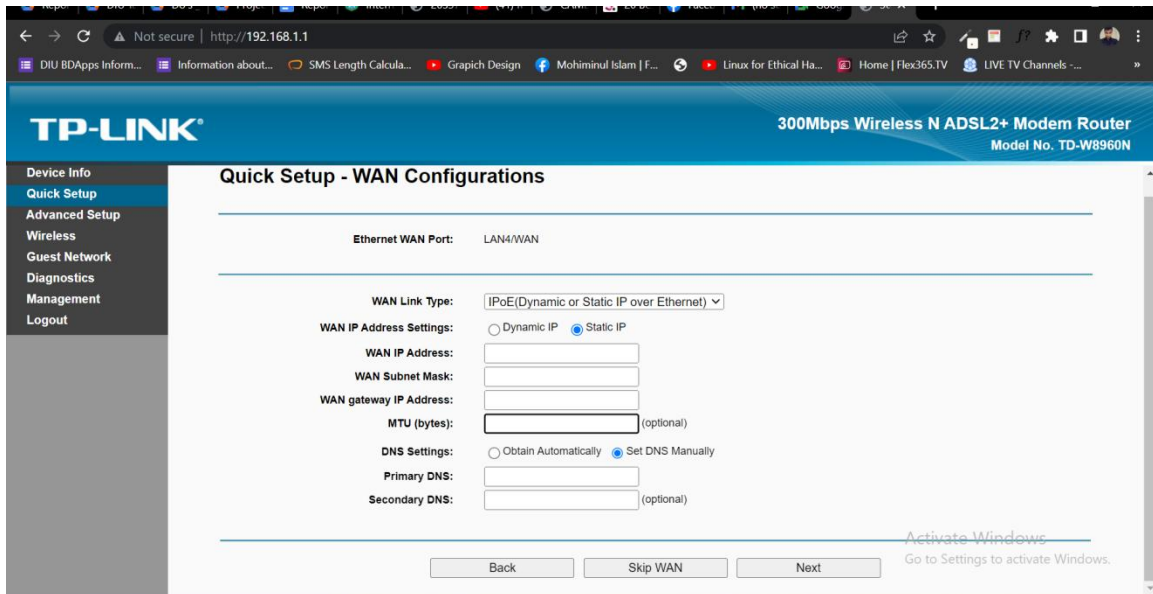 Not secure | http://192.168.1.1
DIU BDApps Inform... Information about... SMS Length Calcula... Grapich Design Mohiminul Islam | F... Linux for Ethical Ha... Home | Flex365.TV LIVE TV Channels -... »
TP-LINK®
300Mbps Wireless N ADSL2+ Modem Router
Model No. TD-W8960N
Device Info
Quick Setup
Advanced Setup
Wireless
Guest Network
Diagnostics
Management
Logout
Quick Setup - WAN Configurations
Ethernet WAN Port: LAN4/WAN
WAN Link Type: IPoE(Dynamic or Static IP over Ethernet)
WAN IP Address Settings: Dynamic IP Static IP
WAN IP Address:
WAN Subnet Mask:
WAN gateway IP Address:
MTU (bytes): (optional)
DNS Settings: Obtain Automatically Set DNS Manually
Primary DNS:
Secondary DNS: (optional)
Back Skip WAN Next
Activate Windows
Go to Settings to activate Windows.